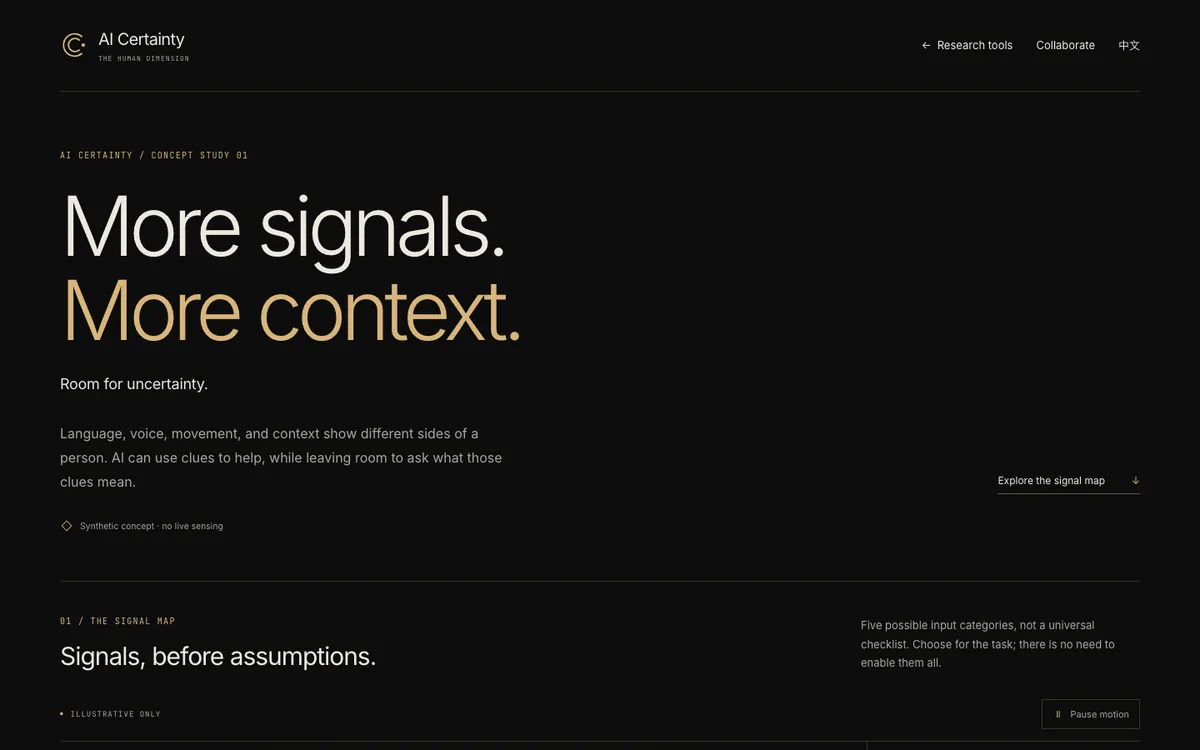 AI Certainty
THE HUMAN DIMENSION
← Research tools
Collaborate
中文
AI CERTAINTY / CONCEPT STUDY 01
More signals.
More context.
Room for uncertainty.
Language, voice, movement, and context show different sides of a
person. AI can use clues to help, while leaving room to ask what those
clues mean.
Explore the signal map ↓
Synthetic concept · no live sensing
01 / THE SIGNAL MAP
Signals, before assumptions.
Five possible input categories, not a universal
checklist. Choose for the task; there is no need to
enable them all.
• ILLUSTRATIVE ONLY
Pause motion